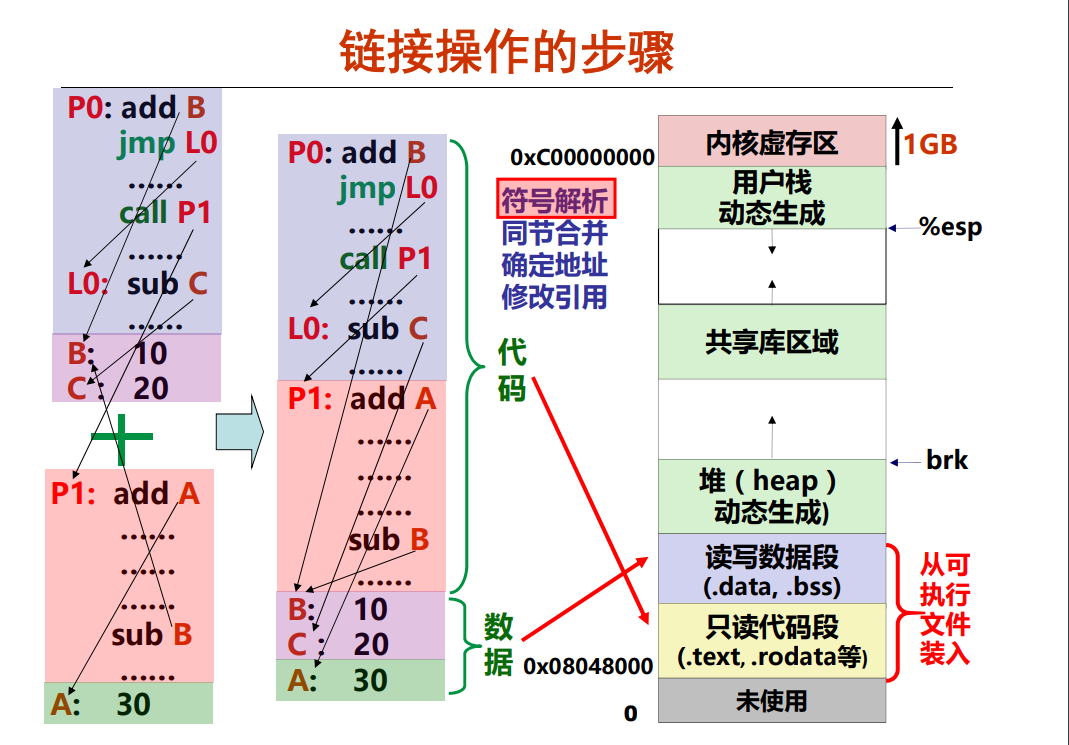 链接操作的步骤
P0: add B
jmp L0
……
call P1
……
L0: sub C
……
B: 10
C: 20
P1: add A
……
……
……
sub B
……
A: 30
P0: add B
jmp L0
……
call P1
……
L0: sub C
……
P1: add A
……
……
……
sub B
……
B: 10
C: 20
A: 30
代
码
数
据
符号解析
同节合并
确定地址
修改引用
0xC00000000
内核虚存区
1GB
用户栈
动态生成
%esp
共享库区域
brk
堆（heap）
动态生成)
读写数据段
(.data, .bss)
只读代码段
(.text, .rodata等)
0x08048000
未使用
0
从可
执行
文件
装入